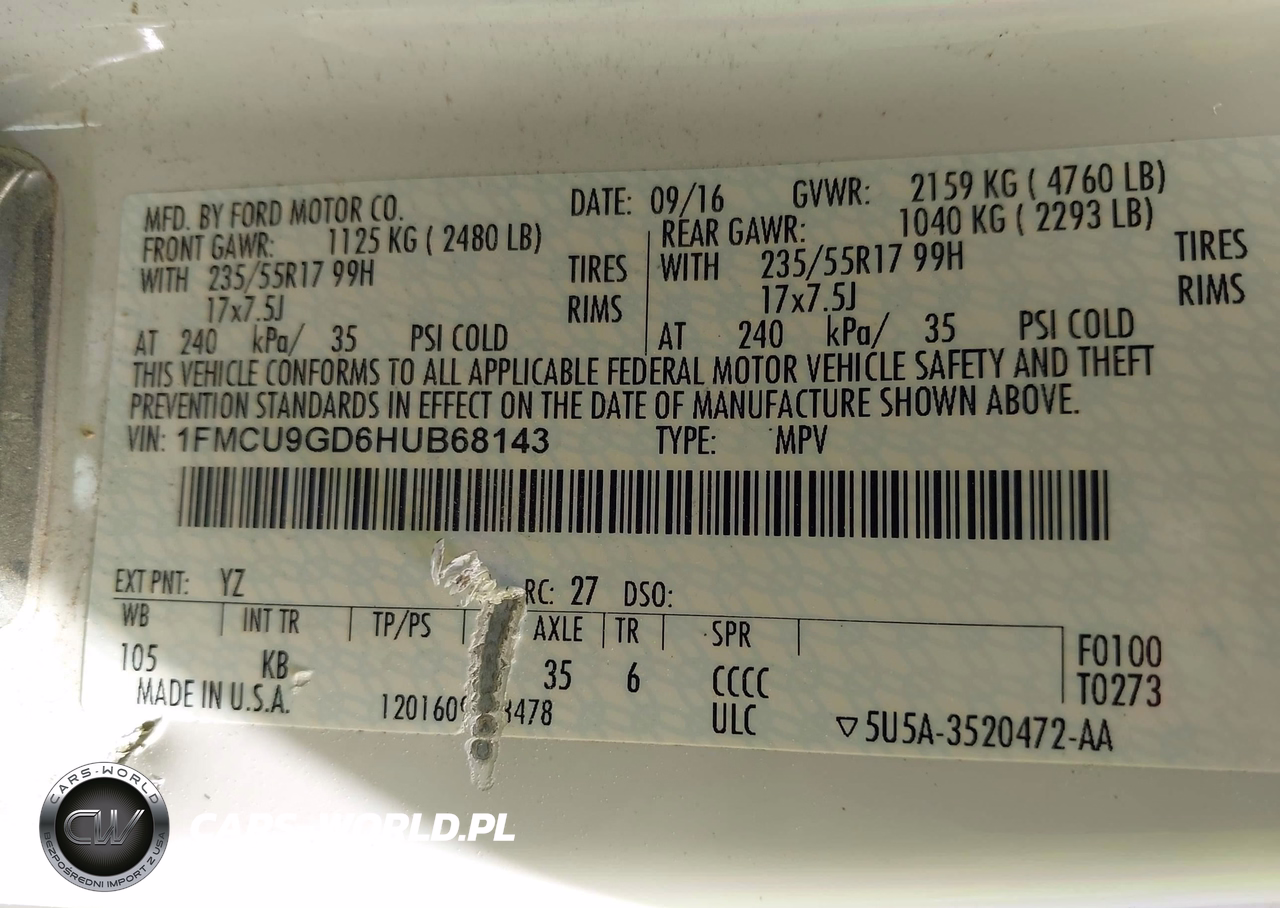 MFD. BY FORD MOTOR CO. DATE: 09/16 GVWR: 2159 KG ( 4760 LB)
FRONT GAWR: 1125 KG ( 2480 LB) REAR GAWR: 1040 KG ( 2293 LB)
WITH 235/55R17 99H TIRES WITH 235/55R17 99H TIRES
17x7.5J RIMS 17x7.5J RIMS
AT 240 kPa/ 35 PSI COLD AT 240 kPa/ 35 PSI COLD
THIS VEHICLE CONFORMS TO ALL APPLICABLE FEDERAL MOTOR VEHICLE SAFETY AND THEFT
PREVENTION STANDARDS IN EFFECT ON THE DATE OF MANUFACTURE SHOWN ABOVE.
VIN: 1FMCU9GD6HUB68143 TYPE: MPV
EXT PNT: YZ RC: 27 DSO:
WB INT TR TP/PS AXLE TR SPR
105 KB 35 6 CCCC F0100
MADE IN U.S.A. ULC T0273
▽5U5A-3520472-AA
CARS-WORLD
CW
BEZPOŚREDNI IMPORT Z USA
CARS-WORLD.PL